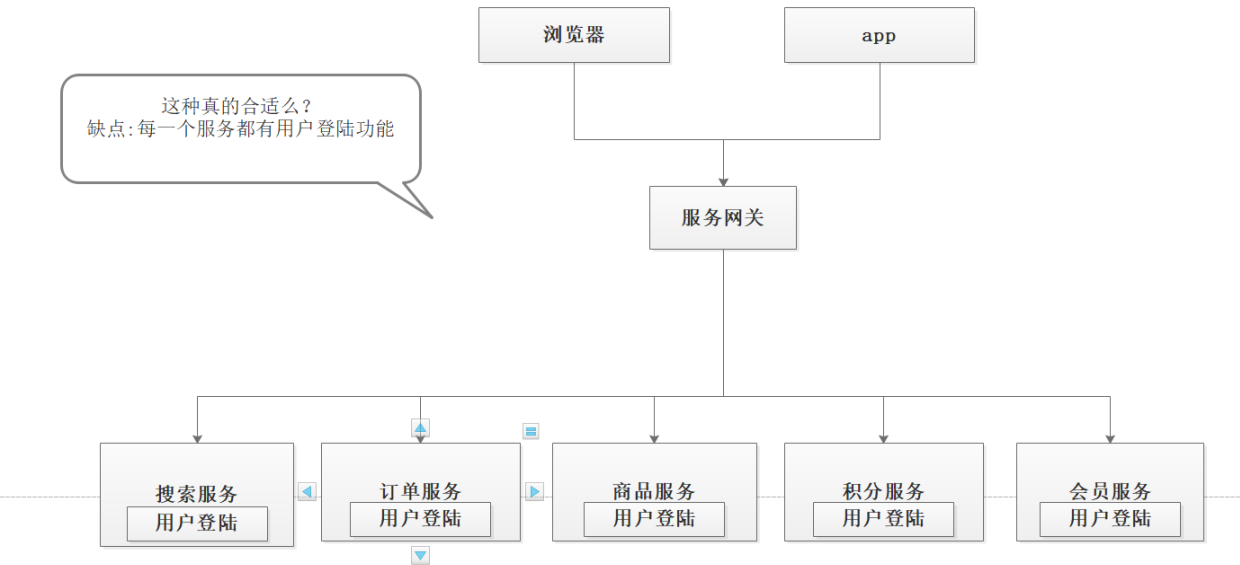 浏览器
app
这种真的合适么？
缺点:每一个服务都有用户登陆功能
服务网关
搜索服务
用户登陆
订单服务
用户登陆
商品服务
用户登陆
积分服务
用户登陆
会员服务
用户登陆